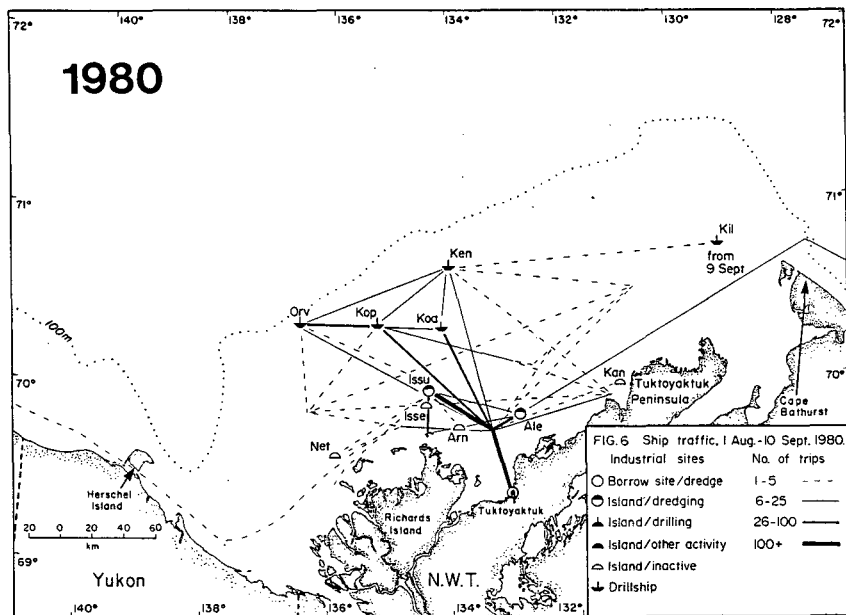 72°
140°
138°
136°
134°
132°
130°
128°
72°
1980
71°
71°
Kil
from
9 Sept
Ken
Orv
Kop
Koa
100m
70°
70°
Issu
Isse
Kan
Tuktoyaktuk
Peninsula
Cape
Bathurst
Net
Arn
Ale
Herschel
Island
Richards
Island
Tuktoyaktuk
20 0 20 40 60
km
69°
Yukon
N.W.T.
140°
138°
136°
134°
132°
FIG.6 Ship traffic, 1 Aug.-10 Sept. 1980.
Industrial sites No. of trips
Borrow site/dredge 1-5
Island/dredging 6-25
Island/drilling 26-100
Island/other activity 100+
Island/inactive
Drillship